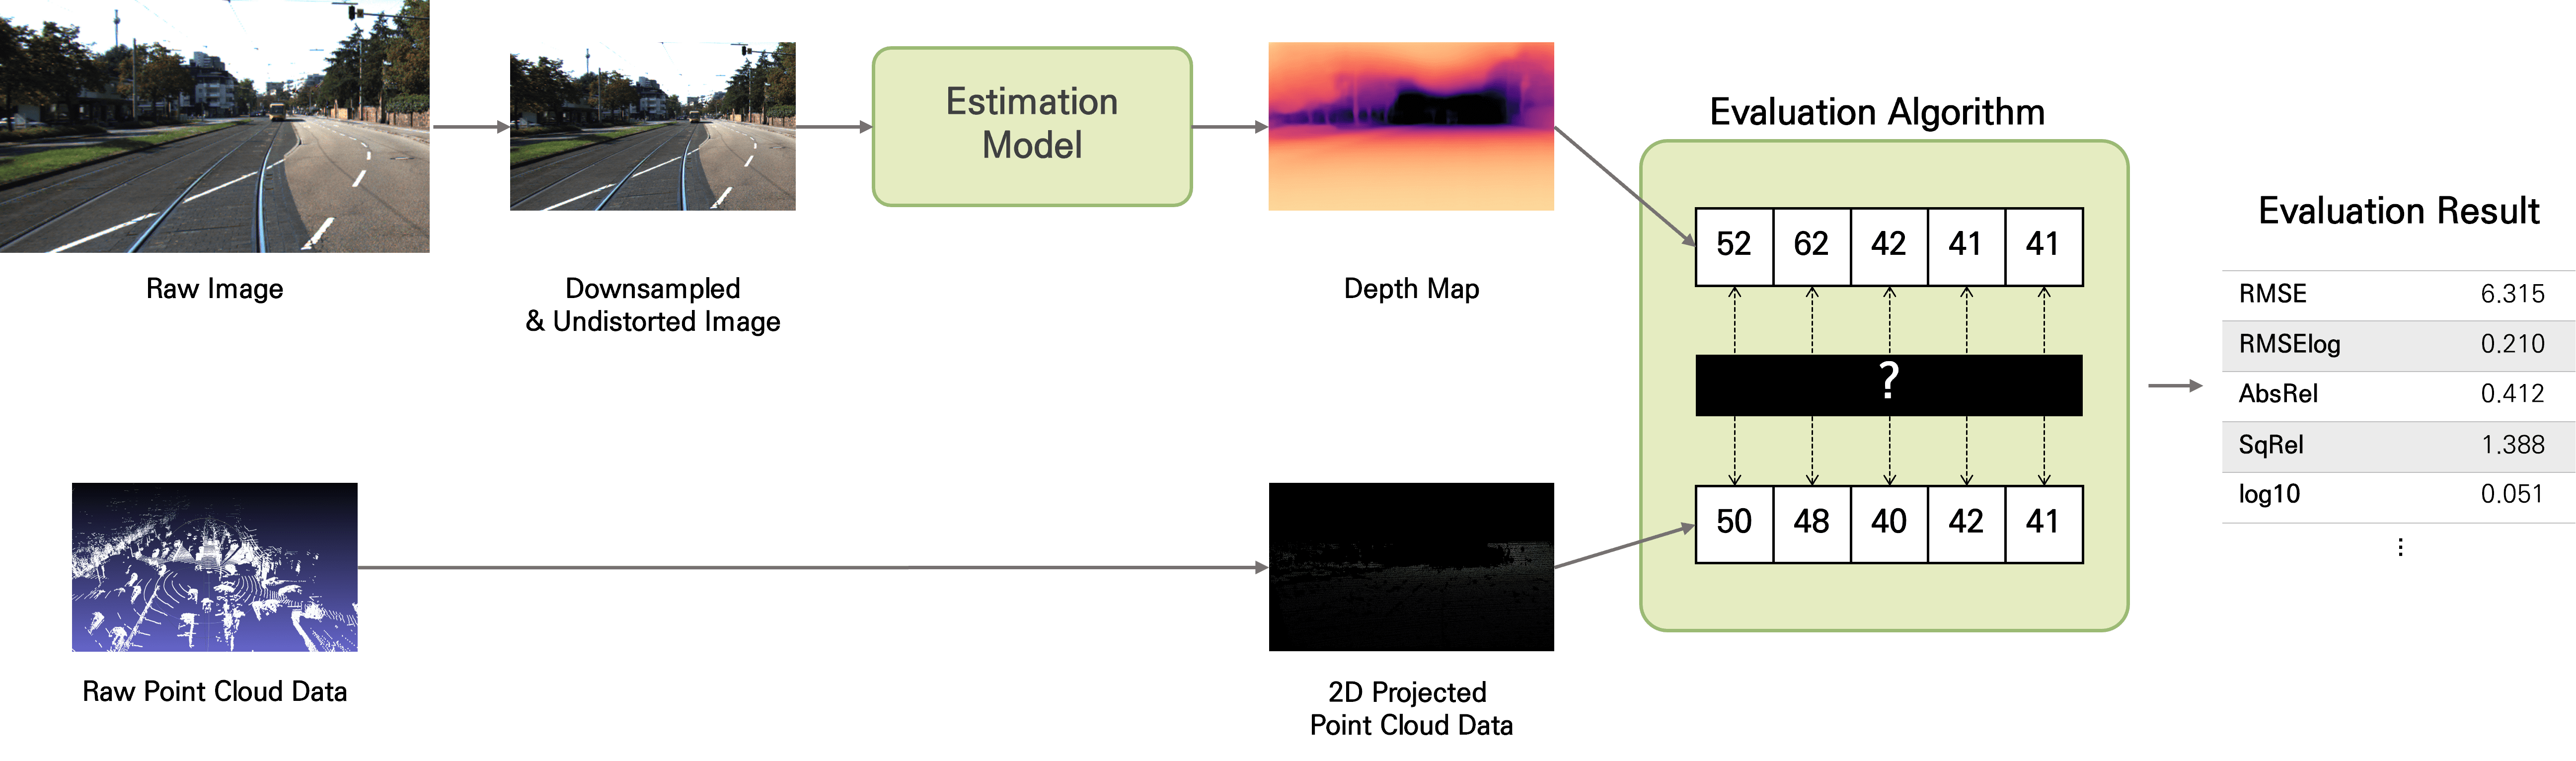 Raw Image
Downsampled
& Undistorted Image
Estimation
Model
Depth Map
Raw Point Cloud Data
2D Projected
Point Cloud Data
Evaluation Algorithm
52 62 42 41 41
?
50 48 40 42 41
Evaluation Result
RMSE 6.315
RMSElog 0.210
AbsRel 0.412
SqRel 1.388
log10 0.051
⋮